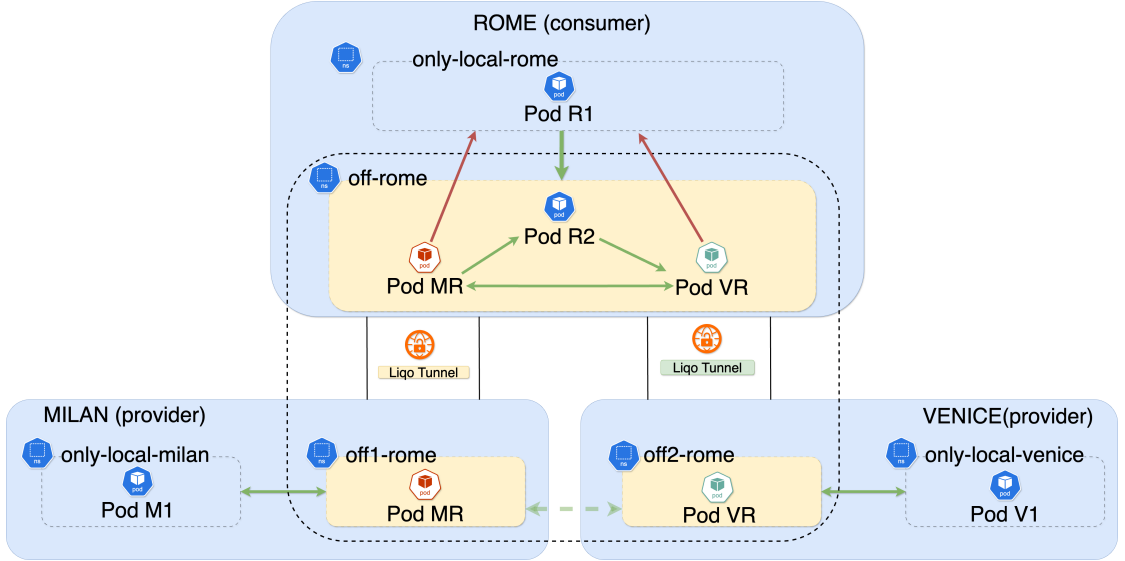 ROME (consumer)
ns
only-local-rome
pod
Pod R1
ns
off-rome
pod
Pod R2
pod
Pod MR
pod
Pod VR
Liqo Tunnel
Liqo Tunnel
MILAN (provider)
ns
only-local-milan
pod
Pod M1
ns
off1-rome
pod
Pod MR
VENICE(provider)
ns
off2-rome
pod
Pod VR
ns
only-local-venice
pod
Pod V1